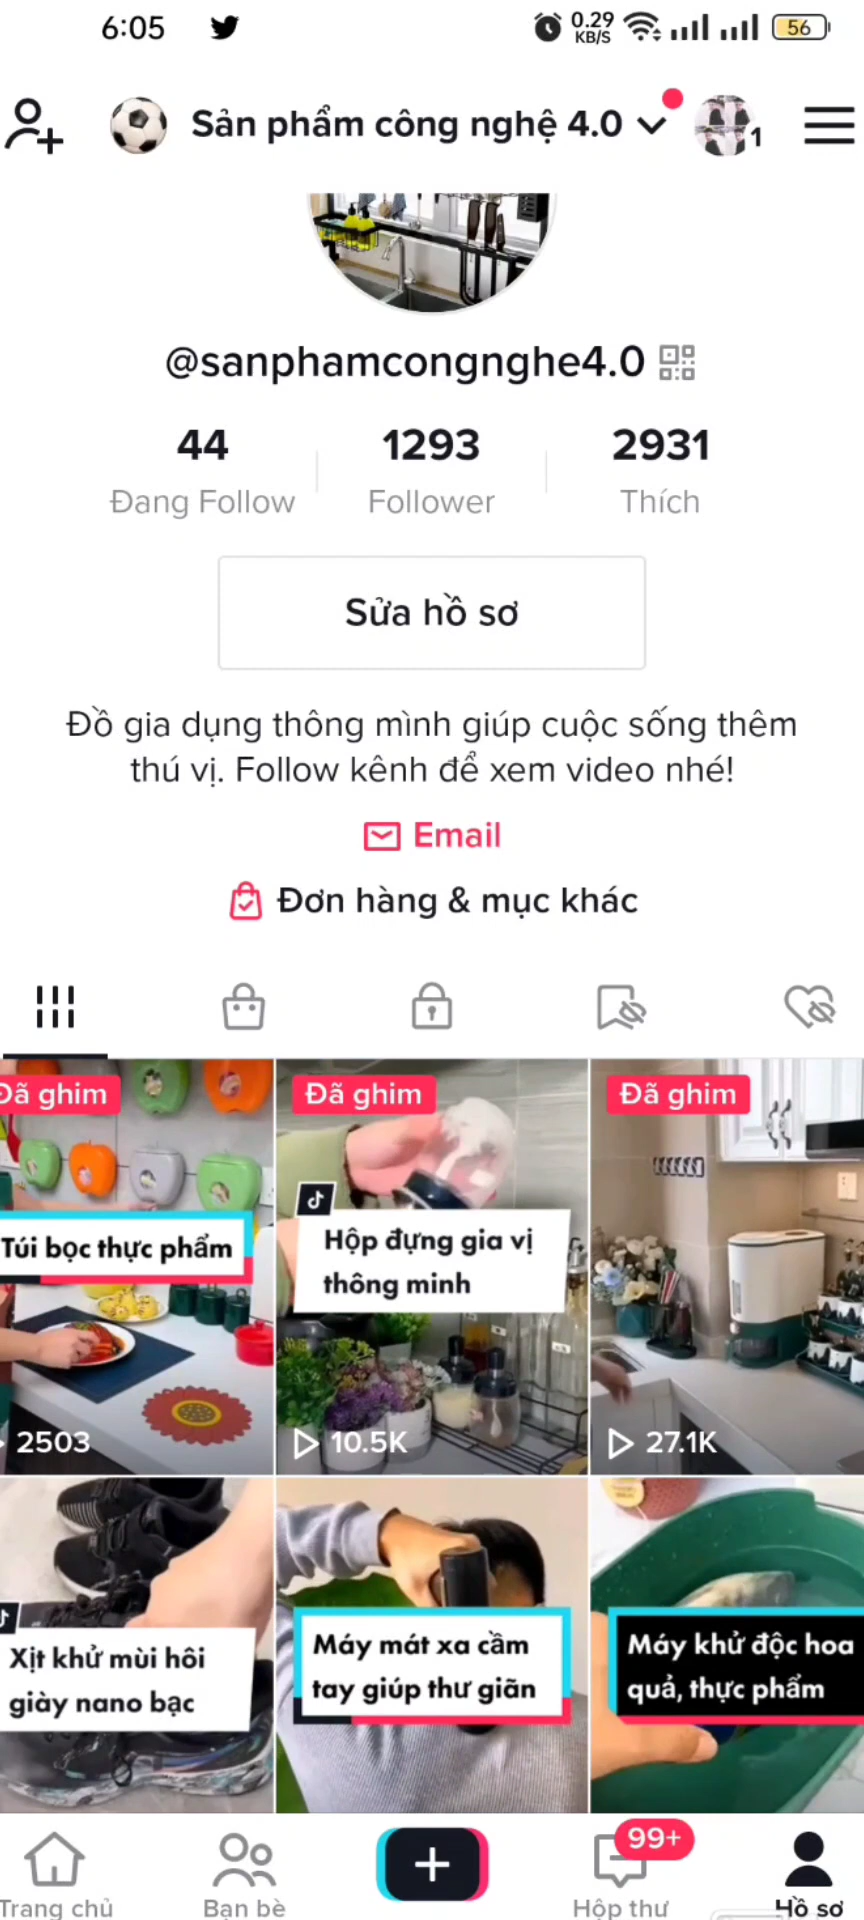 6:05
0.29
KB/S
56
Sản phẩm công nghệ 4.0
1
@sanphamcongnghe4.0
44
1293
2931
Đang Follow
Follower
Thích
Sửa hồ sơ
Đồ gia dụng thông mình giúp cuộc sống thêm
thú vị. Follow kênh để xem video nhé!
Email
Đơn hàng & mục khác
Đã ghim
Đã ghim
Đã ghim
Túi bọc thực phẩm
Hộp đựng gia vị
thông minh
2503
10.5K
27.1K
Xịt khử mùi hôi
giày nano bạc
Máy mát xa cầm
tay giúp thư giãn
Máy khử độc hoa
quả, thực phẩm
99+
Trang chủ
Bạn bè
Hộp thư
Hồ sơ